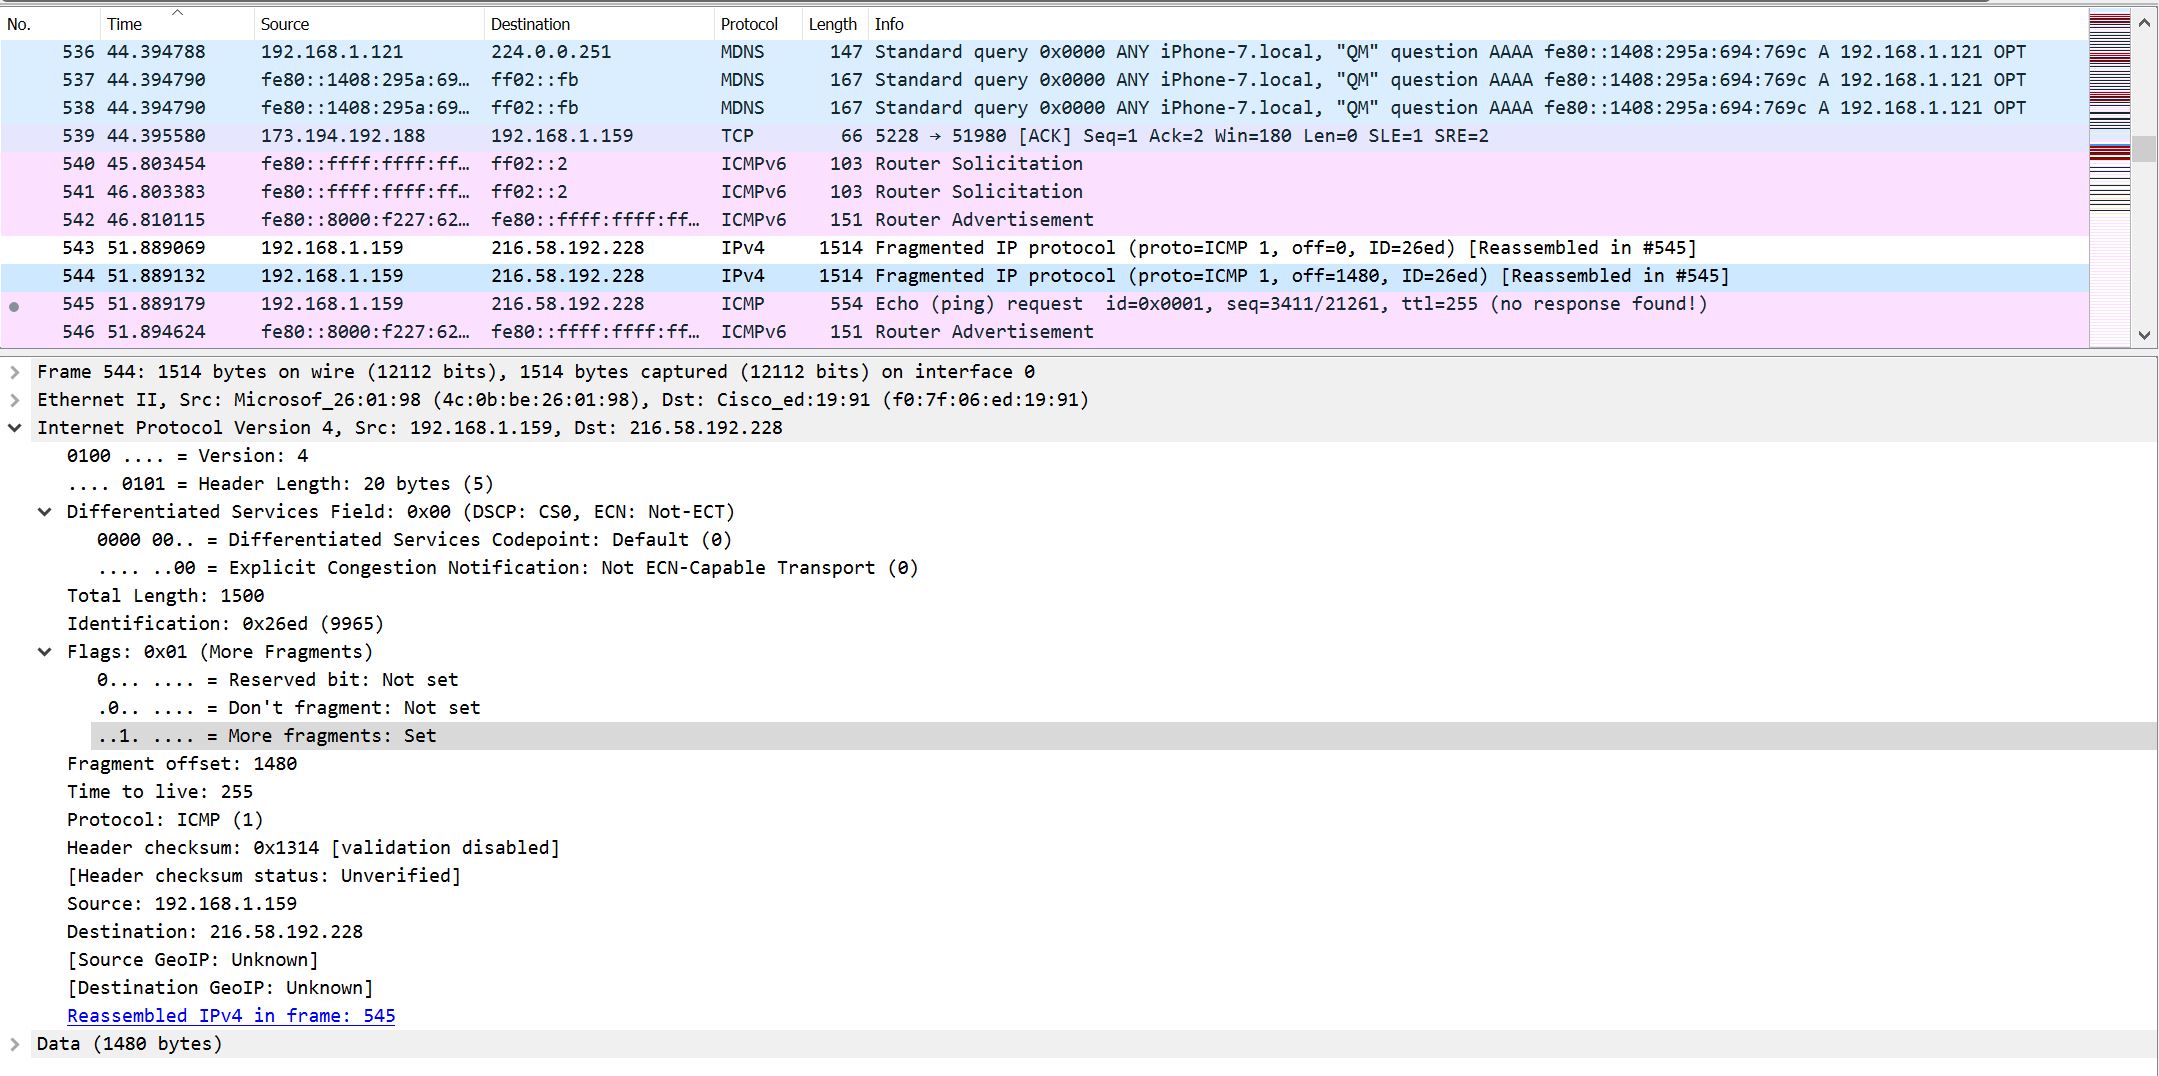 No. Time Source Destination Protocol Length Info
536 44.394788 192.168.1.121 224.0.0.251 MDNS 147 Standard query 0x0000 ANY iPhone-7.local, "QM" question AAAA fe80::1408:295a:694:769c A 192.168.1.121 OPT
537 44.394790 fe80::1408:295a:69… ff02::fb MDNS 167 Standard query 0x0000 ANY iPhone-7.local, "QM" question AAAA fe80::1408:295a:694:769c A 192.168.1.121 OPT
538 44.394790 fe80::1408:295a:69… ff02::fb MDNS 167 Standard query 0x0000 ANY iPhone-7.local, "QM" question AAAA fe80::1408:295a:694:769c A 192.168.1.121 OPT
539 44.395580 173.194.192.188 192.168.1.159 TCP 66 5228 → 51980 [ACK] Seq=1 Ack=2 Win=180 Len=0 SLE=1 SRE=2
540 45.803454 fe80::ffff:ffff:ff… ff02::2 ICMPv6 103 Router Solicitation
541 46.803383 fe80::ffff:ffff:ff… ff02::2 ICMPv6 103 Router Solicitation
542 46.810115 fe80::8000:f227:62… fe80::ffff:ffff:ff… ICMPv6 151 Router Advertisement
543 51.889069 192.168.1.159 216.58.192.228 IPv4 1514 Fragmented IP protocol (proto=ICMP 1, off=0, ID=26ed) [Reassembled in #545]
544 51.889132 192.168.1.159 216.58.192.228 IPv4 1514 Fragmented IP protocol (proto=ICMP 1, off=1480, ID=26ed) [Reassembled in #545]
545 51.889179 192.168.1.159 216.58.192.228 ICMP 554 Echo (ping) request id=0x0001, seq=3411/21261, ttl=255 (no response found!)
546 51.894624 fe80::8000:f227:62… fe80::ffff:ffff:ff… ICMPv6 151 Router Advertisement
Frame 544: 1514 bytes on wire (12112 bits), 1514 bytes captured (12112 bits) on interface 0
Ethernet II, Src: Microsof_26:01:98 (4c:0b:be:26:01:98), Dst: Cisco_ed:19:91 (f0:7f:06:ed:19:91)
Internet Protocol Version 4, Src: 192.168.1.159, Dst: 216.58.192.228
0100 .... = Version: 4
.... 0101 = Header Length: 20 bytes (5)
Differentiated Services Field: 0x00 (DSCP: CS0, ECN: Not-ECT)
0000 00.. = Differentiated Services Codepoint: Default (0)
.... ..00 = Explicit Congestion Notification: Not ECN-Capable Transport (0)
Total Length: 1500
Identification: 0x26ed (9965)
Flags: 0x01 (More Fragments)
0... .... = Reserved bit: Not set
.0.. .... = Don't fragment: Not set
..1. .... = More fragments: Set
Fragment offset: 1480
Time to live: 255
Protocol: ICMP (1)
Header checksum: 0x1314 [validation disabled]
[Header checksum status: Unverified]
Source: 192.168.1.159
Destination: 216.58.192.228
[Source GeoIP: Unknown]
[Destination GeoIP: Unknown]
Reassembled IPv4 in frame: 545
Data (1480 bytes)